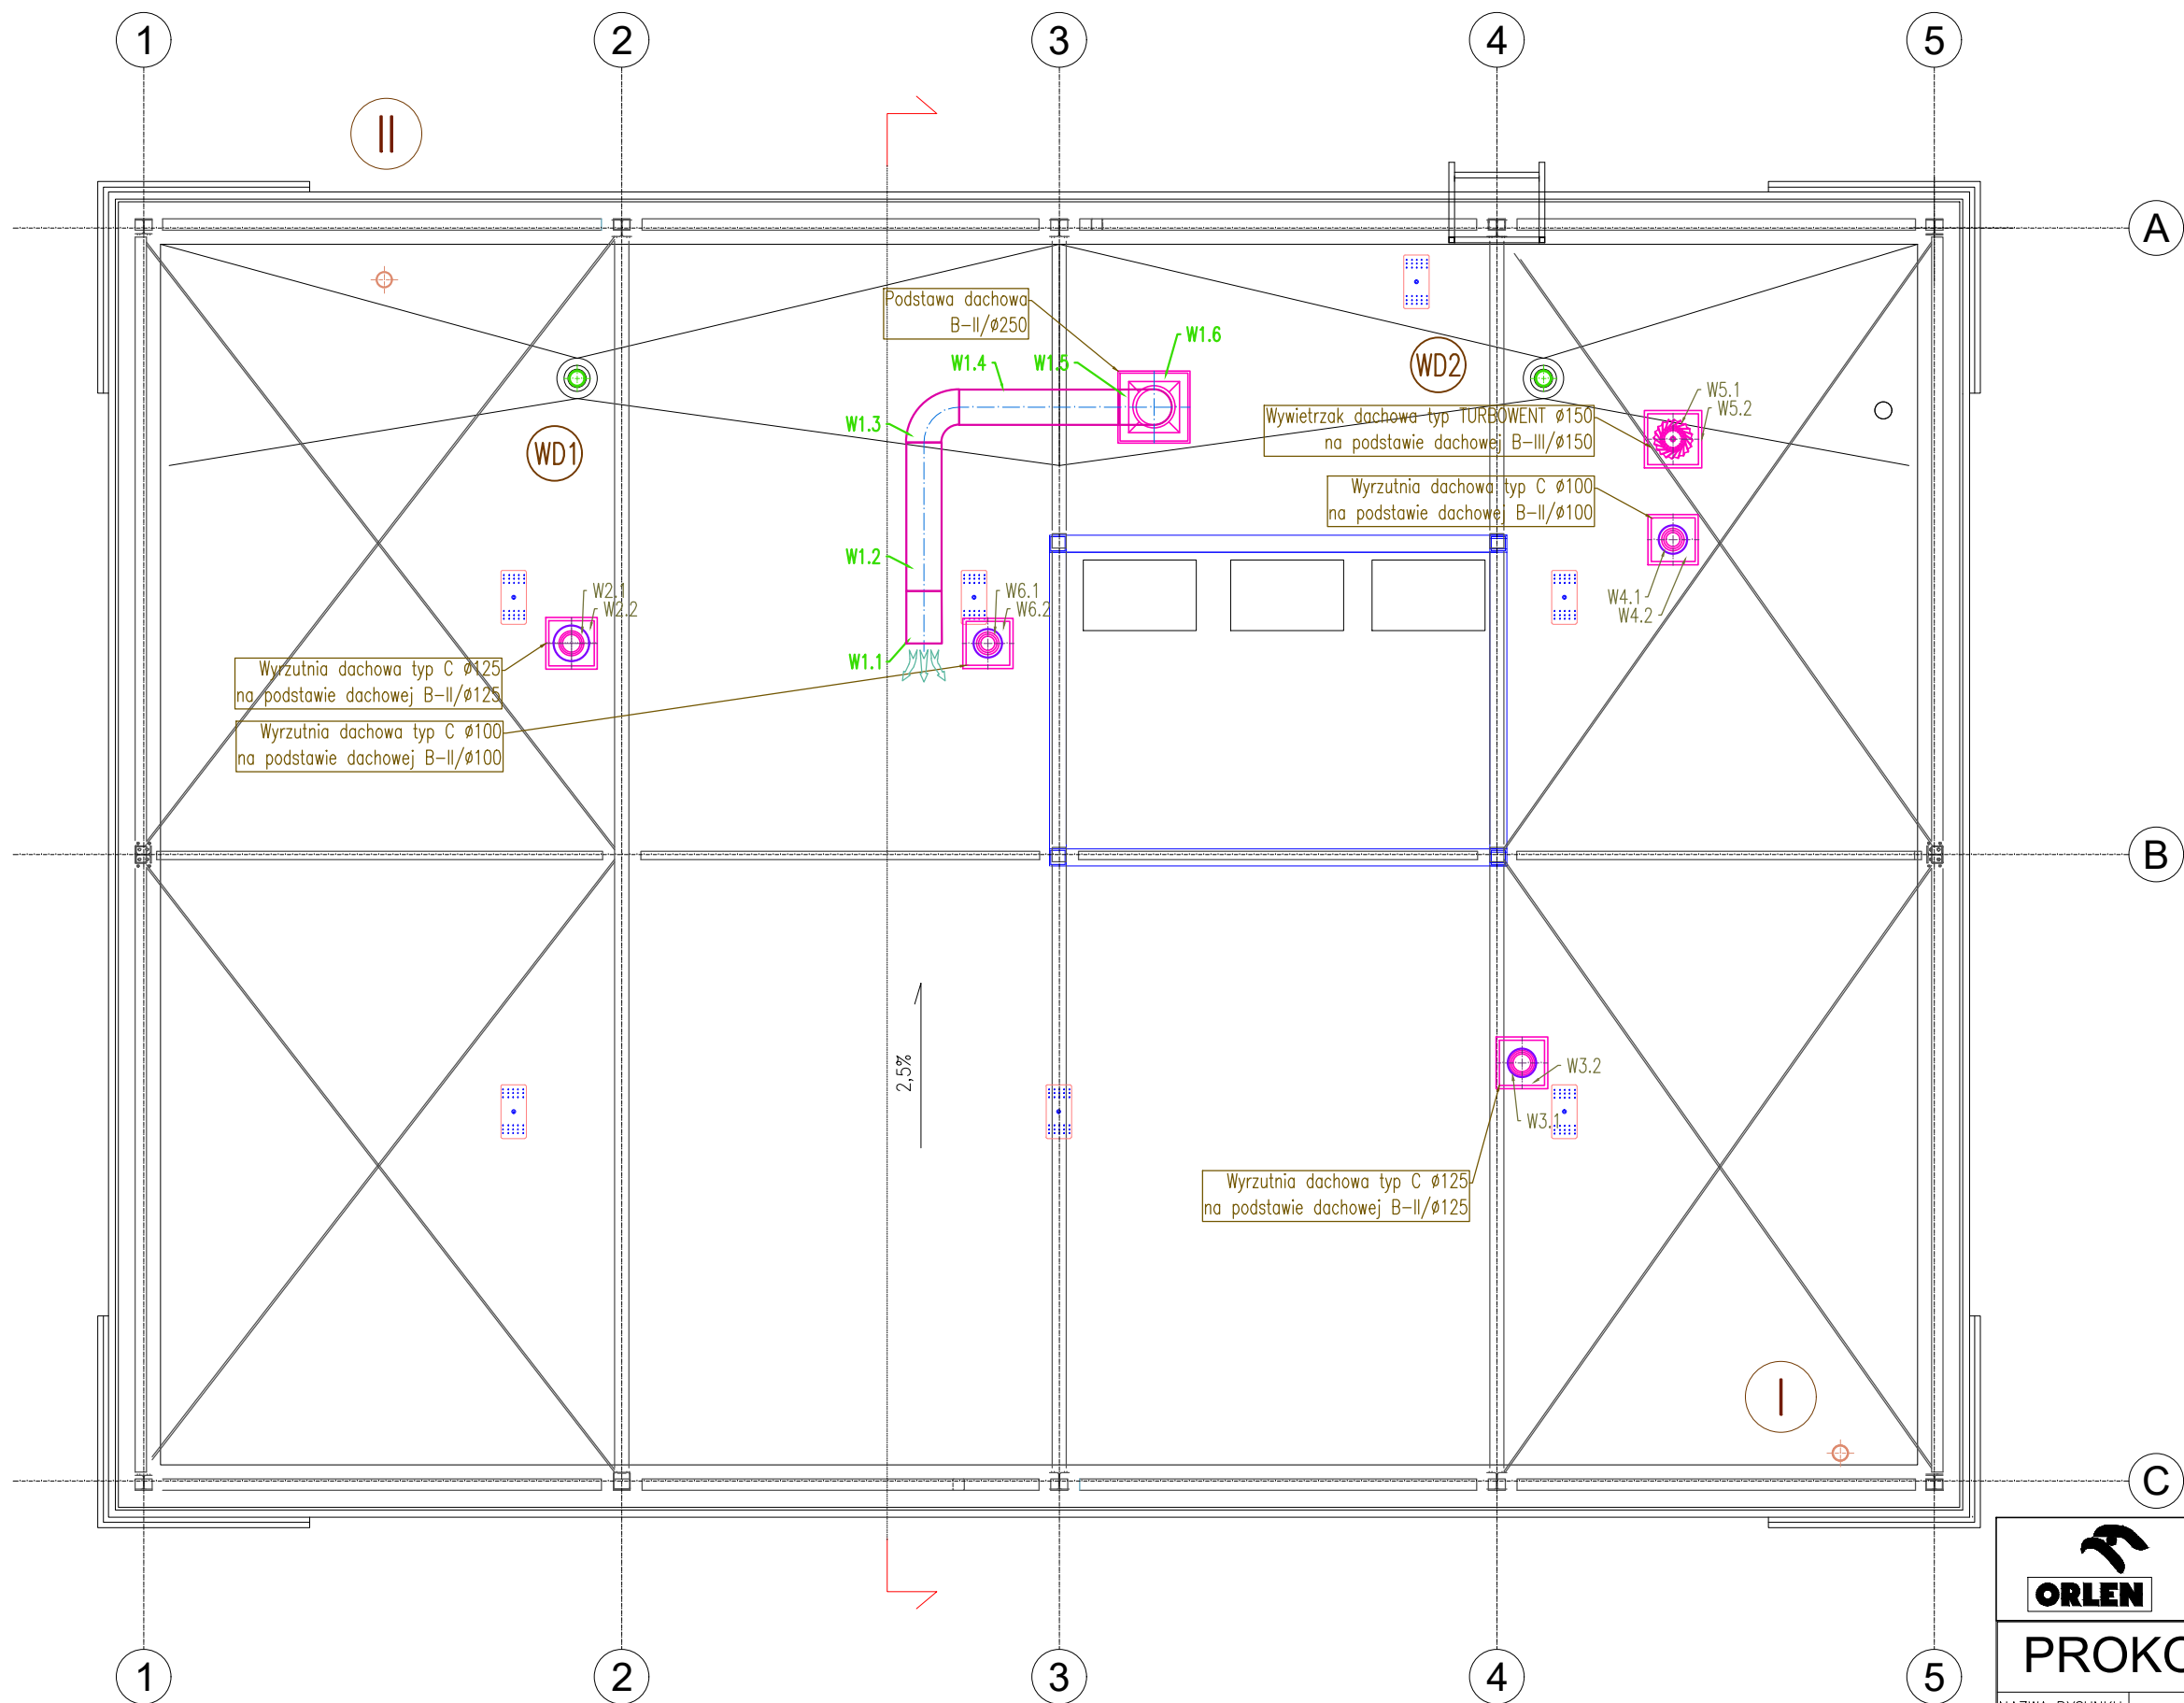 1 2 3 4 5
II
A
Podstawa dachowa
B-II/ø250
W1.6
W1.4
W1.5
WD2
W5.1
W5.2
Wywietrzak dachowa typ TURBOWENT ø150
na podstawie dachowej B-III/ø150
W1.3
WD1
Wyrzutnia dachowa typ C ø100
na podstawie dachowej B-II/ø100
W1.2
W4.1
W4.2
W2.1
W2.2
W6.1
W6.2
W1.1
Wyrzutnia dachowa typ C ø125
na podstawie dachowej B-II/ø125
Wyrzutnia dachowa typ C ø100
na podstawie dachowej B-II/ø100
B
2,5%
W3.2
W3.1
Wyrzutnia dachowa typ C ø125
na podstawie dachowej B-II/ø125
I
C
ORLEN
1 2 3 4 5